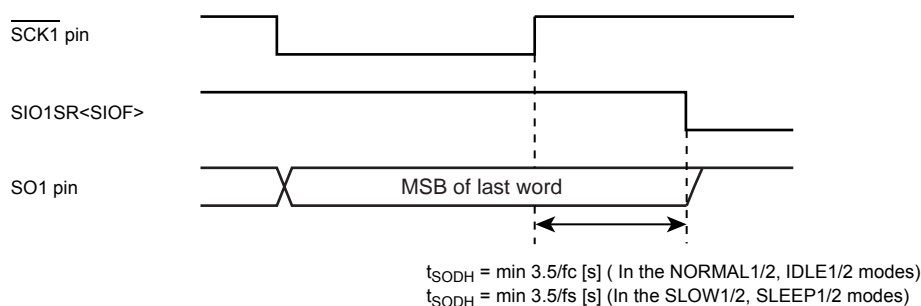 SCK1 pin
SIO1SR<SIOF>
SO1 pin
MSB of last word
tSODH = min 3.5/fc [s] ( In the NORMAL1/2, IDLE1/2 modes)
tSODH = min 3.5/fs [s] (In the SLOW1/2, SLEEP1/2 modes)